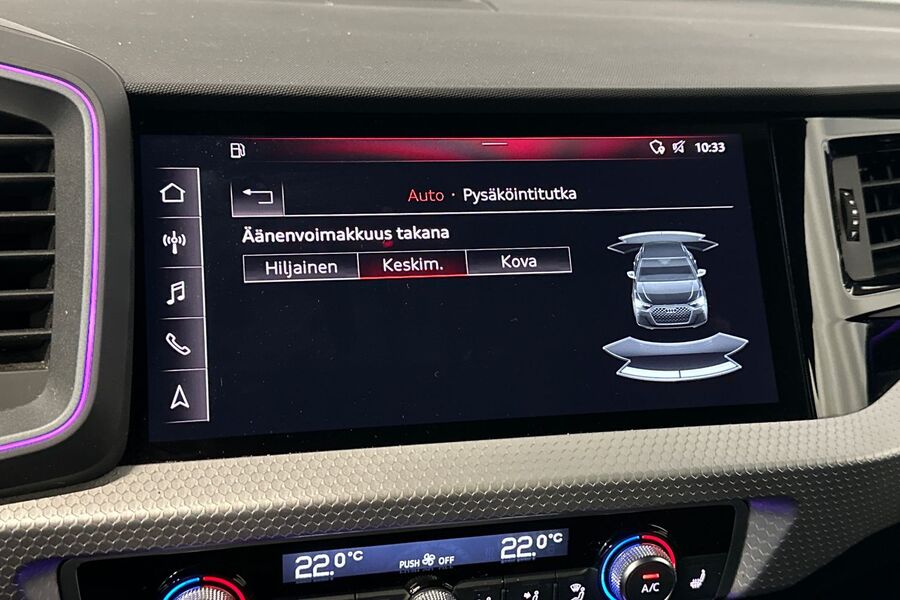 10:33
Auto · Pysäköintitutka
Äänenvoimakkuus takana
Hiljainen Keskim. Kova
22.0°C PUSH OFF 22.0°C
A/C